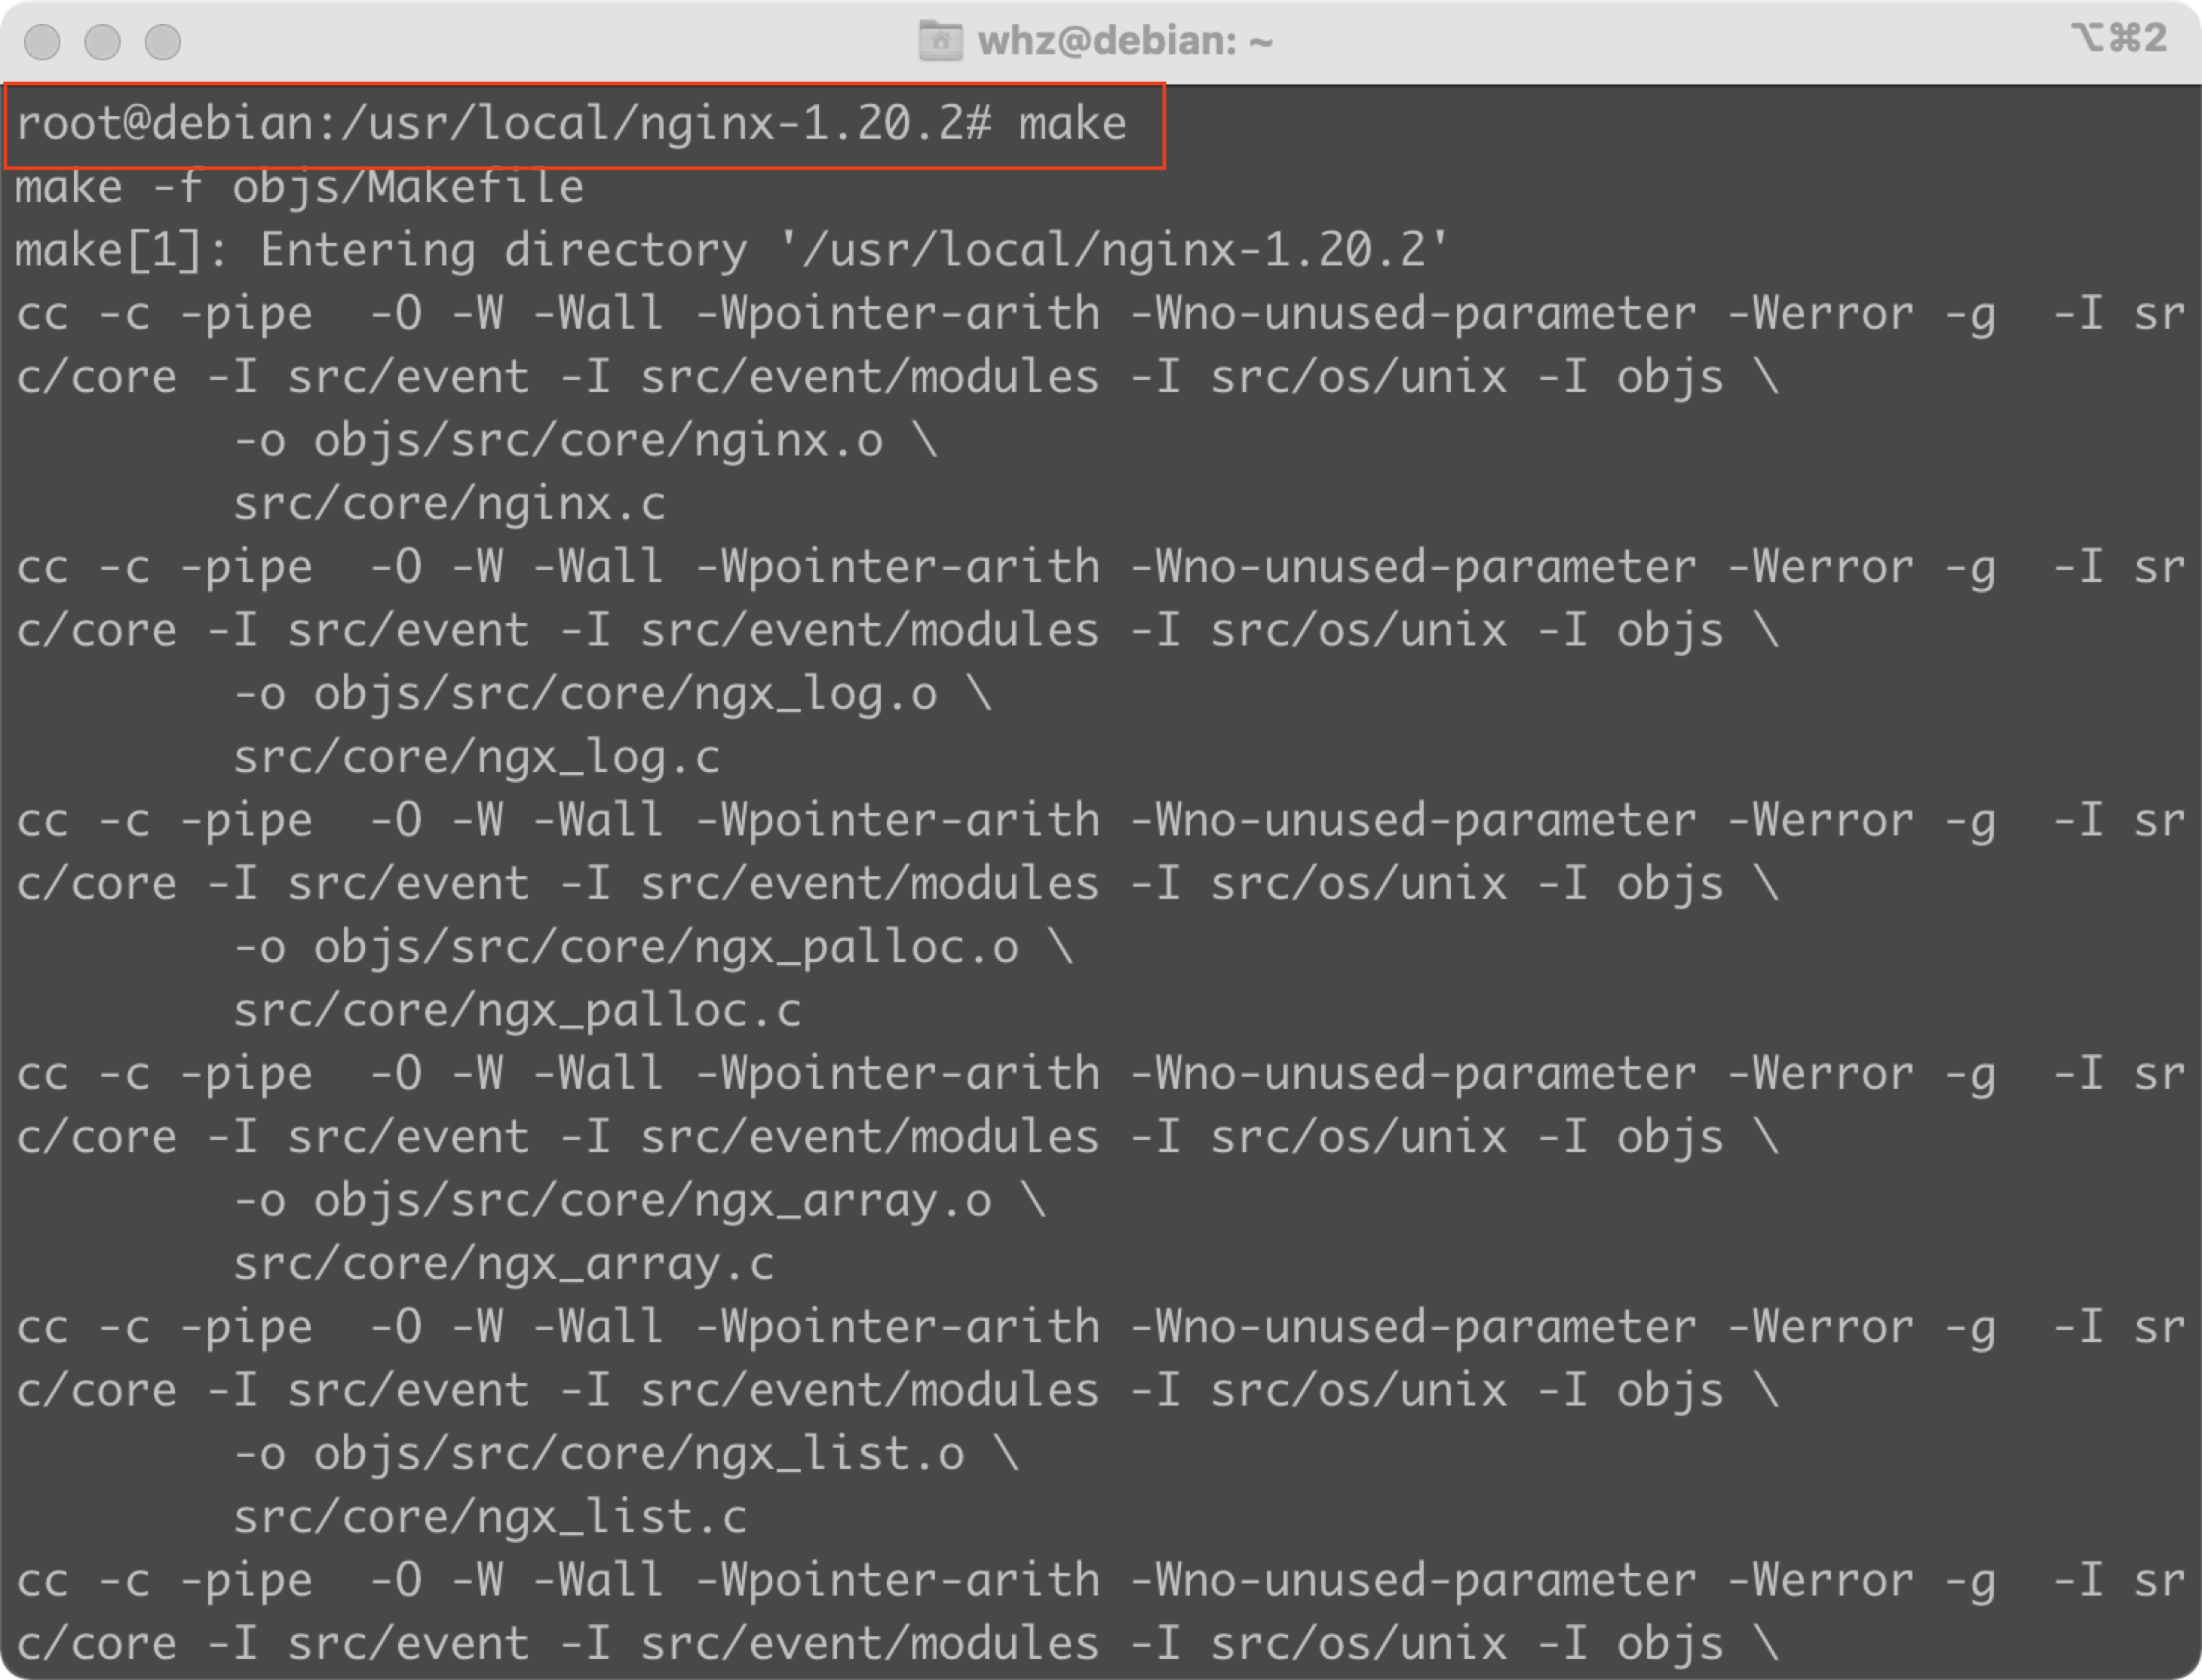 whz@debian: ~
⌥⌘2
root@debian:/usr/local/nginx-1.20.2# make
make -f objs/Makefile
make[1]: Entering directory '/usr/local/nginx-1.20.2'
cc -c -pipe  -O -W -Wall -Wpointer-arith -Wno-unused-parameter -Werror -g  -I sr
c/core -I src/event -I src/event/modules -I src/os/unix -I objs \
        -o objs/src/core/nginx.o \
        src/core/nginx.c
cc -c -pipe  -O -W -Wall -Wpointer-arith -Wno-unused-parameter -Werror -g  -I sr
c/core -I src/event -I src/event/modules -I src/os/unix -I objs \
        -o objs/src/core/ngx_log.o \
        src/core/ngx_log.c
cc -c -pipe  -O -W -Wall -Wpointer-arith -Wno-unused-parameter -Werror -g  -I sr
c/core -I src/event -I src/event/modules -I src/os/unix -I objs \
        -o objs/src/core/ngx_palloc.o \
        src/core/ngx_palloc.c
cc -c -pipe  -O -W -Wall -Wpointer-arith -Wno-unused-parameter -Werror -g  -I sr
c/core -I src/event -I src/event/modules -I src/os/unix -I objs \
        -o objs/src/core/ngx_array.o \
        src/core/ngx_array.c
cc -c -pipe  -O -W -Wall -Wpointer-arith -Wno-unused-parameter -Werror -g  -I sr
c/core -I src/event -I src/event/modules -I src/os/unix -I objs \
        -o objs/src/core/ngx_list.o \
        src/core/ngx_list.c
cc -c -pipe  -O -W -Wall -Wpointer-arith -Wno-unused-parameter -Werror -g  -I sr
c/core -I src/event -I src/event/modules -I src/os/unix -I objs \